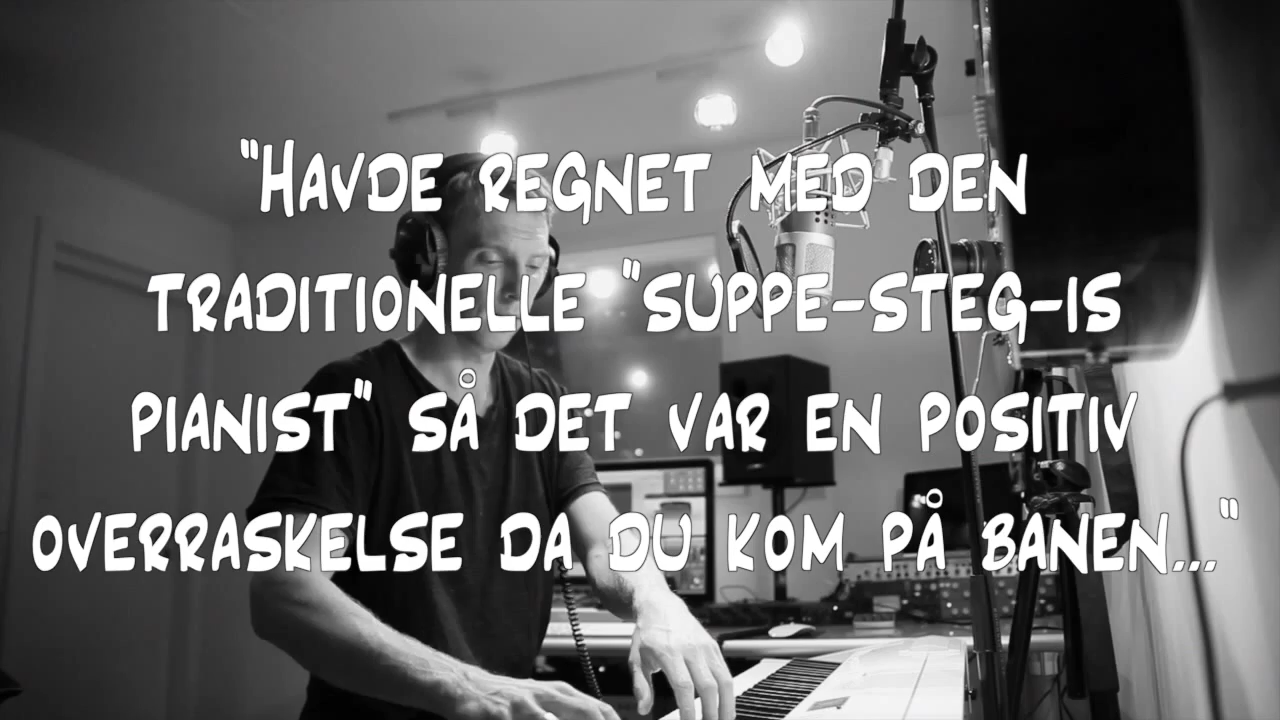 "Havde regnet med den
traditionelle "suppe-steg-is
pianist" så det var en positiv
overraskelse da du kom på banen..."